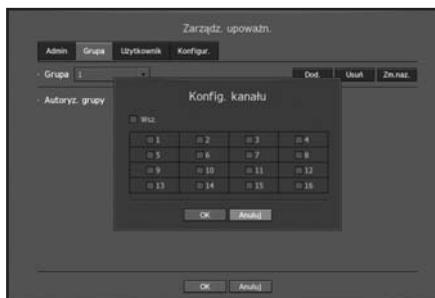 Zarządz. upoważn.
Admin Grupa Użytkownik Konfigur.
· Grupa 1 Dod. Usuń Zm.naz.
· Autoryz. grupy
Konfig. kanału
Wsz.
1 2 3 4
5 6 7 8
9 10 11 12
13 14 15 16
OK Anuluj
OK Anuluj